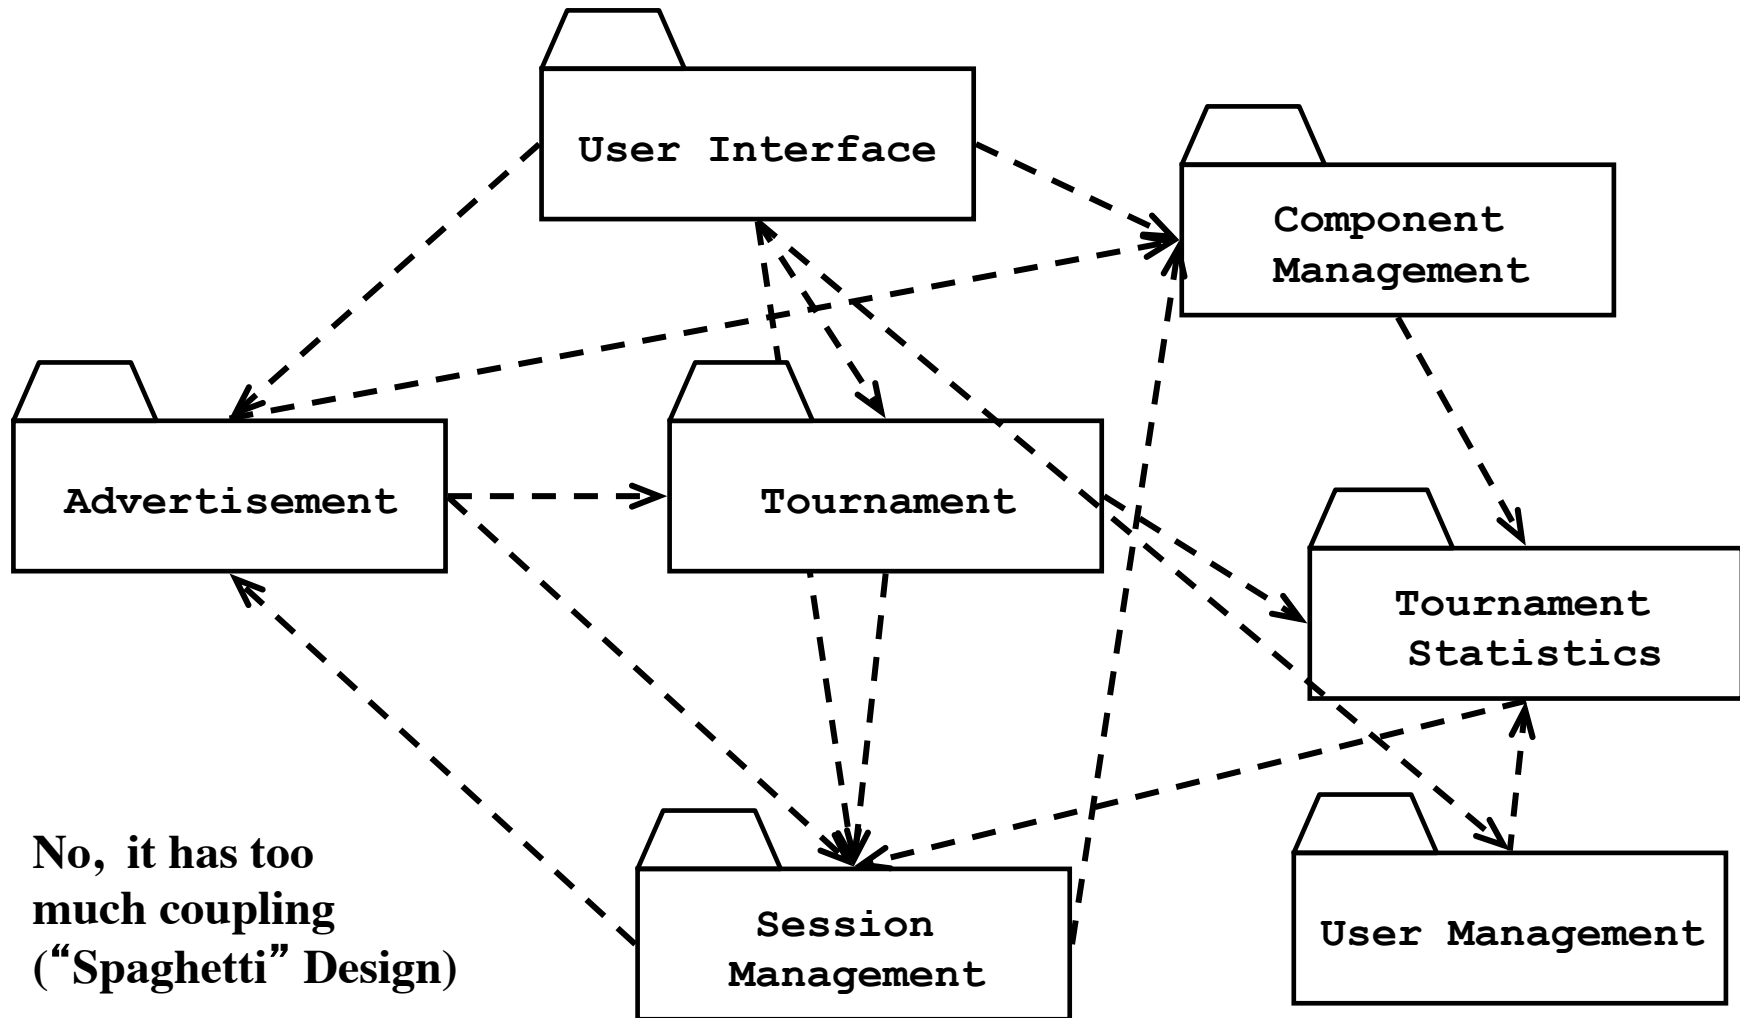 User Interface
Component
Management
Advertisement
Tournament
Tournament
Statistics
Session
Management
User Management
No, it has too
much coupling
(“Spaghetti” Design)